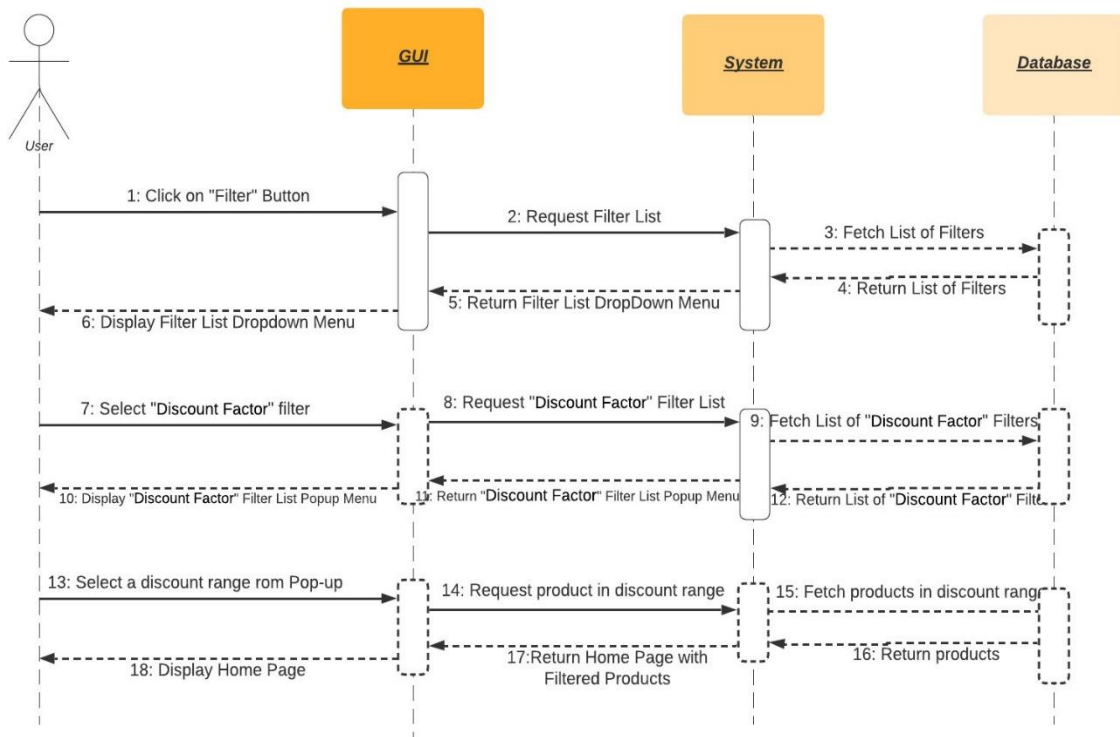 GUI
System
Database
User
1: Click on "Filter" Button
2: Request Filter List
3: Fetch List of Filters
4: Return List of Filters
5: Return Filter List DropDown Menu
6: Display Filter List Dropdown Menu
7: Select "Discount Factor" filter
8: Request "Discount Factor" Filter List
9: Fetch List of "Discount Factor" Filters
10: Display "Discount Factor" Filter List Popup Menu
11: Return "Discount Factor" Filter List Popup Menu
12: Return List of "Discount Factor" Filte
13: Select a discount range rom Pop-up
14: Request product in discount range
15: Fetch products in discount rang
16: Return products
17:Return Home Page with
Filtered Products
18: Display Home Page